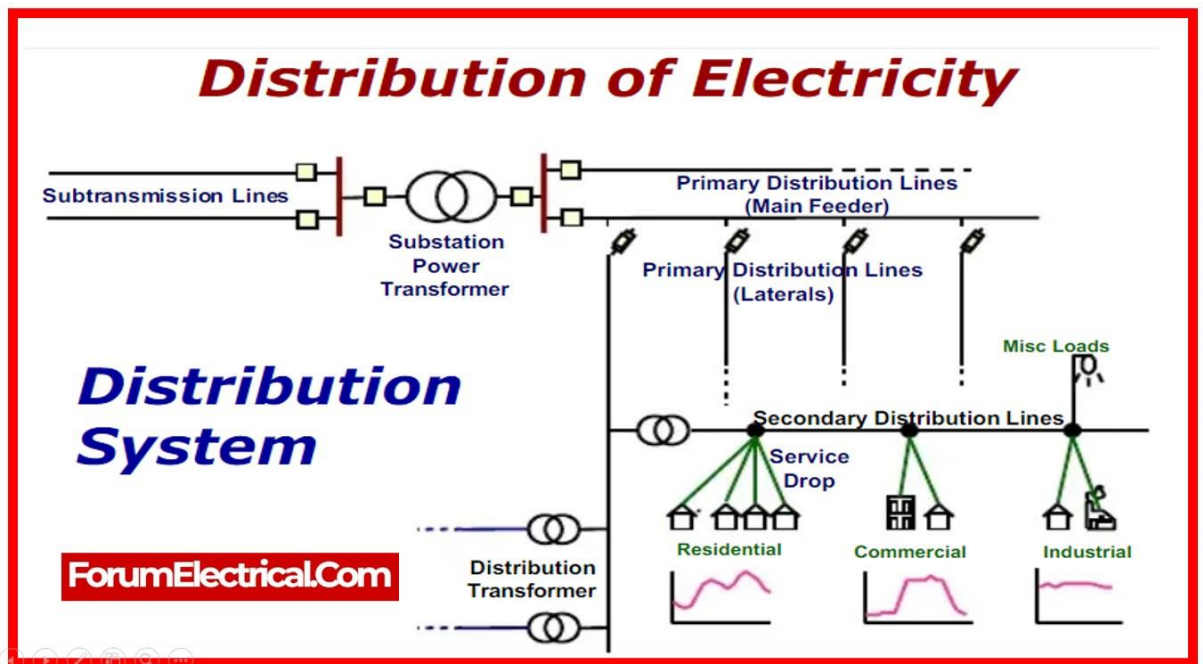 Distribution of Electricity
Subtransmission Lines
Substation
Power
Transformer
Primary Distribution Lines
(Main Feeder)
Primary Distribution Lines
(Laterals)
Misc Loads
Distribution
System
Secondary Distribution Lines
Service
Drop
Residential
Commercial
Industrial
Distribution
Transformer
ForumElectrical.Com